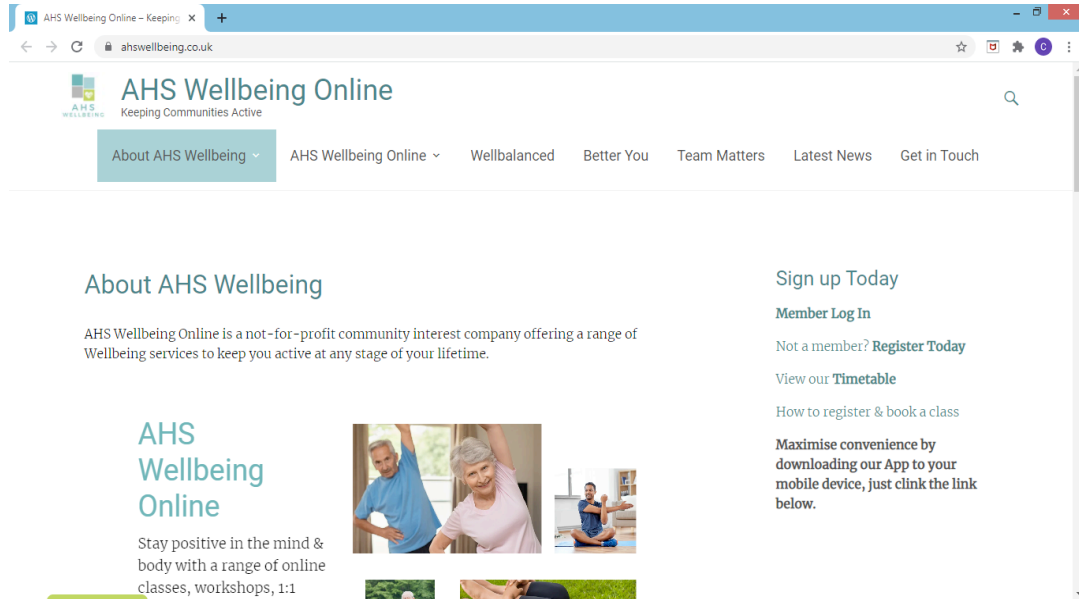 AHS Wellbeing Online – Keeping
ahswellbeing.co.uk
C
AHS
WELLBEING
AHS Wellbeing Online
Keeping Communities Active
About AHS Wellbeing
AHS Wellbeing Online
Wellbalanced
Better You
Team Matters
Latest News
Get in Touch
About AHS Wellbeing
AHS Wellbeing Online is a not-for-profit community interest company offering a range of
Wellbeing services to keep you active at any stage of your lifetime.
AHS
Wellbeing
Online
Stay positive in the mind &
body with a range of online
classes, workshops, 1:1
Sign up Today
Member Log In
Not a member? Register Today
View our Timetable
How to register & book a class
Maximise convenience by
downloading our App to your
mobile device, just clink the link
below.